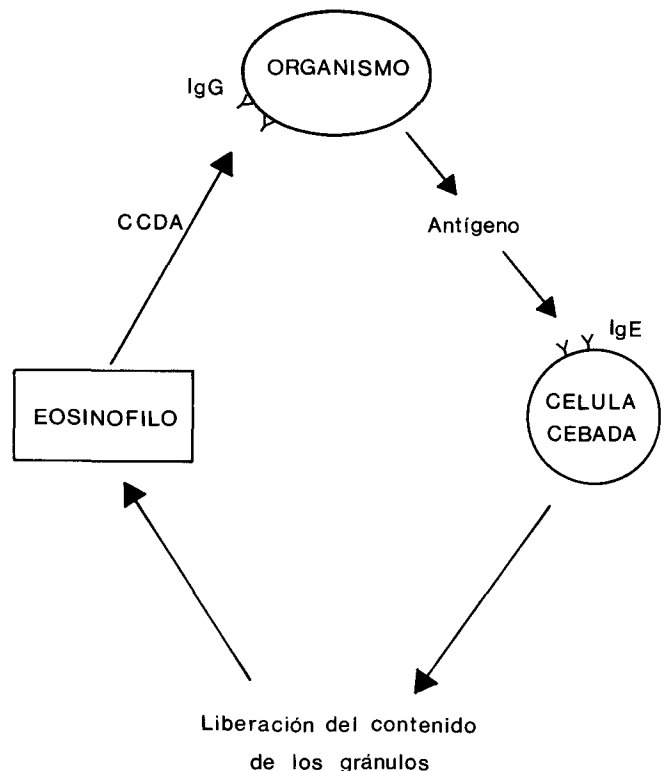 ORGANISMO
IgG
CCDA
Antígeno
IgE
EOSINOFILO
CELULA
CEBADA
Liberación del contenido
de los gránulos